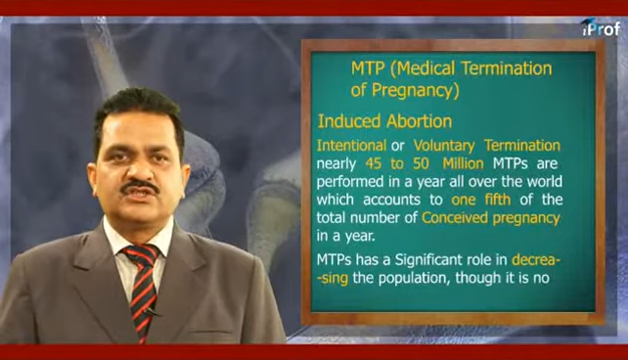 iProf
MTP (Medical Termination
of Pregnancy)
Induced Abortion
Intentional or Voluntary Termination
nearly 45 to 50 Million MTPs are
performed in a year all over the world
which accounts to one fifth of the
total number of Conceived pregnancy
in a year.
MTPs has a Significant role in decrea-
-sing the population, though it is no